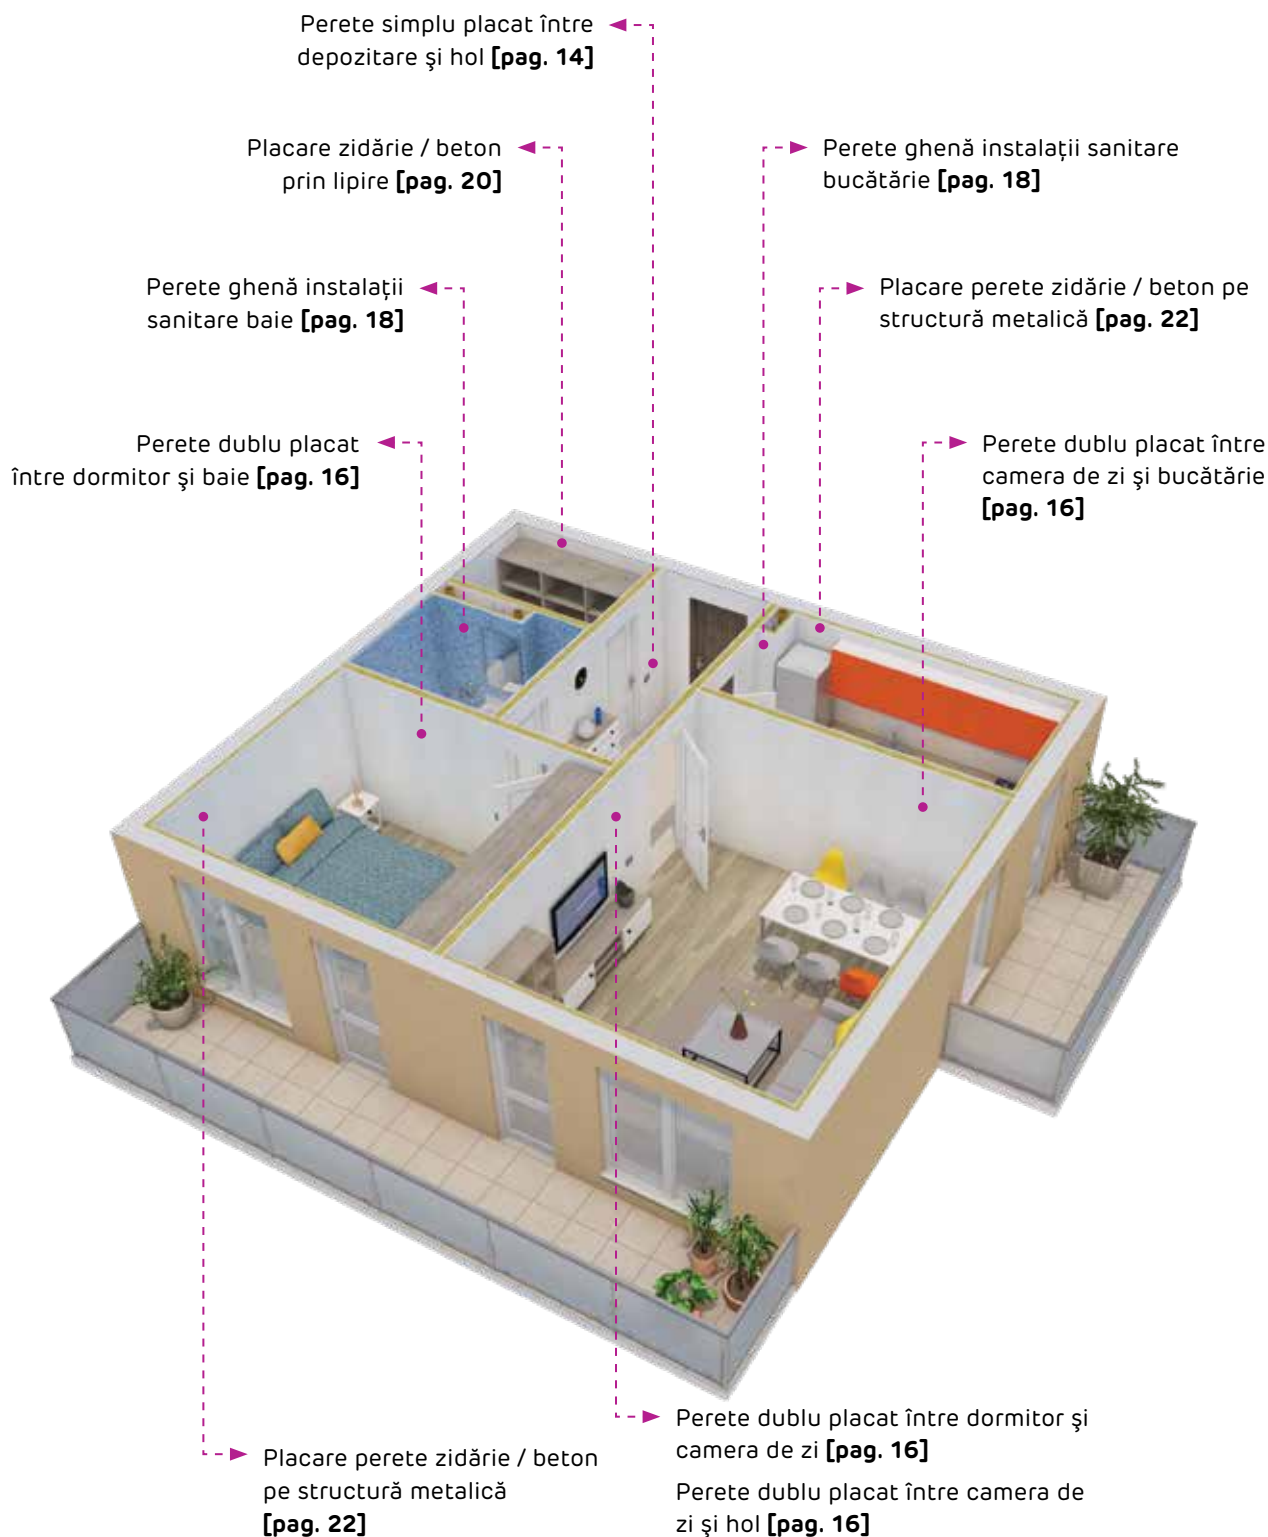 Perete simplu placat între
depozitare şi hol [pag. 14]
Placare zidărie / beton
prin lipire [pag. 20]
Perete ghenă instalații sanitare
bucătărie [pag. 18]
Perete ghenă instalații
sanitare baie [pag. 18]
Placare perete zidărie / beton pe
structură metalică [pag. 22]
Perete dublu placat
între dormitor şi baie [pag. 16]
Perete dublu placat între
camera de zi şi bucătărie
[pag. 16]
Placare perete zidărie / beton
pe structură metalică
[pag. 22]
Perete dublu placat între dormitor şi
camera de zi [pag. 16]
Perete dublu placat între camera de
zi şi hol [pag. 16]